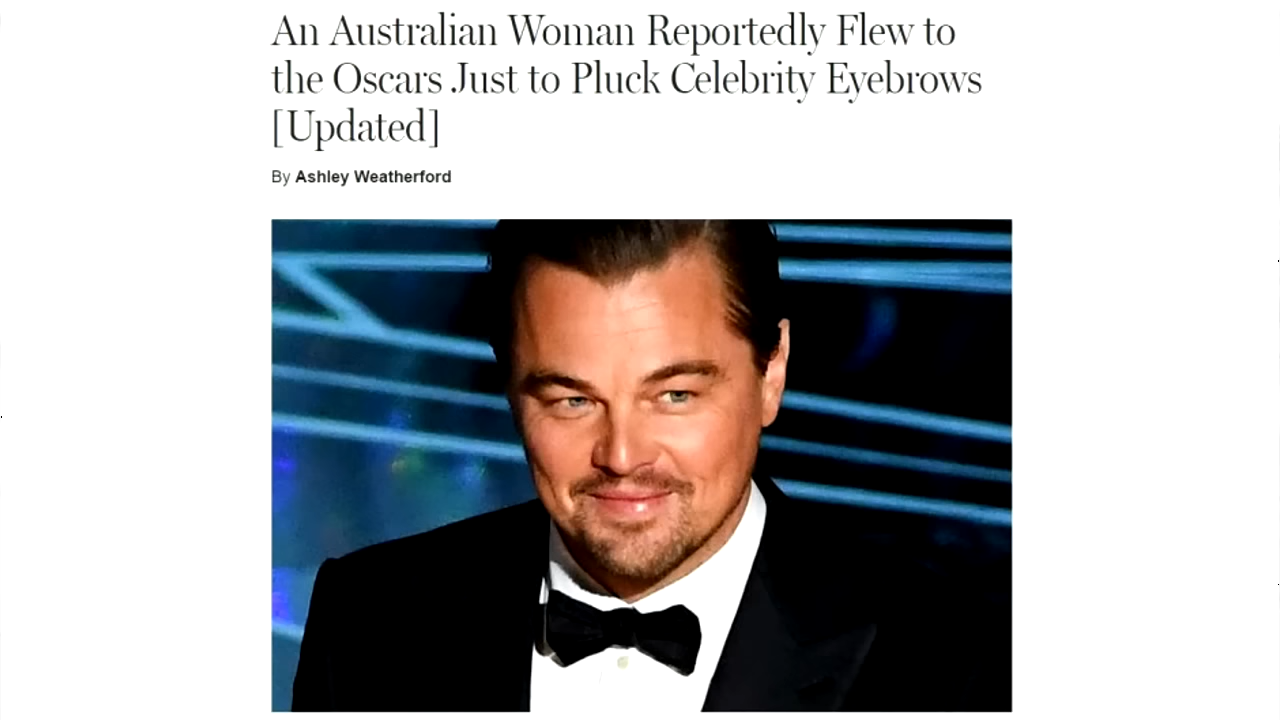 An Australian Woman Reportedly Flew to
the Oscars Just to Pluck Celebrity Eyebrows
[Updated]
By Ashley Weatherford